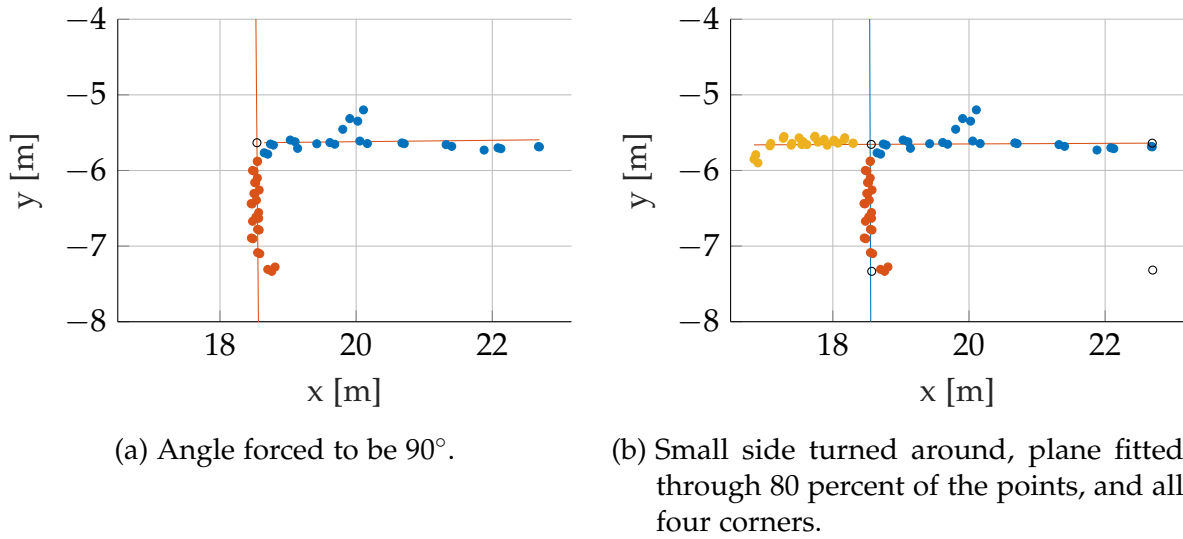 −4
−5
−6
−7
−8
18
20
22
x [m]
y [m]
(a) Angle forced to be 90°.
−4
−5
−6
−7
−8
18
20
22
x [m]
y [m]
(b) Small side turned around, plane fitted
through 80 percent of the points, and all
four corners.